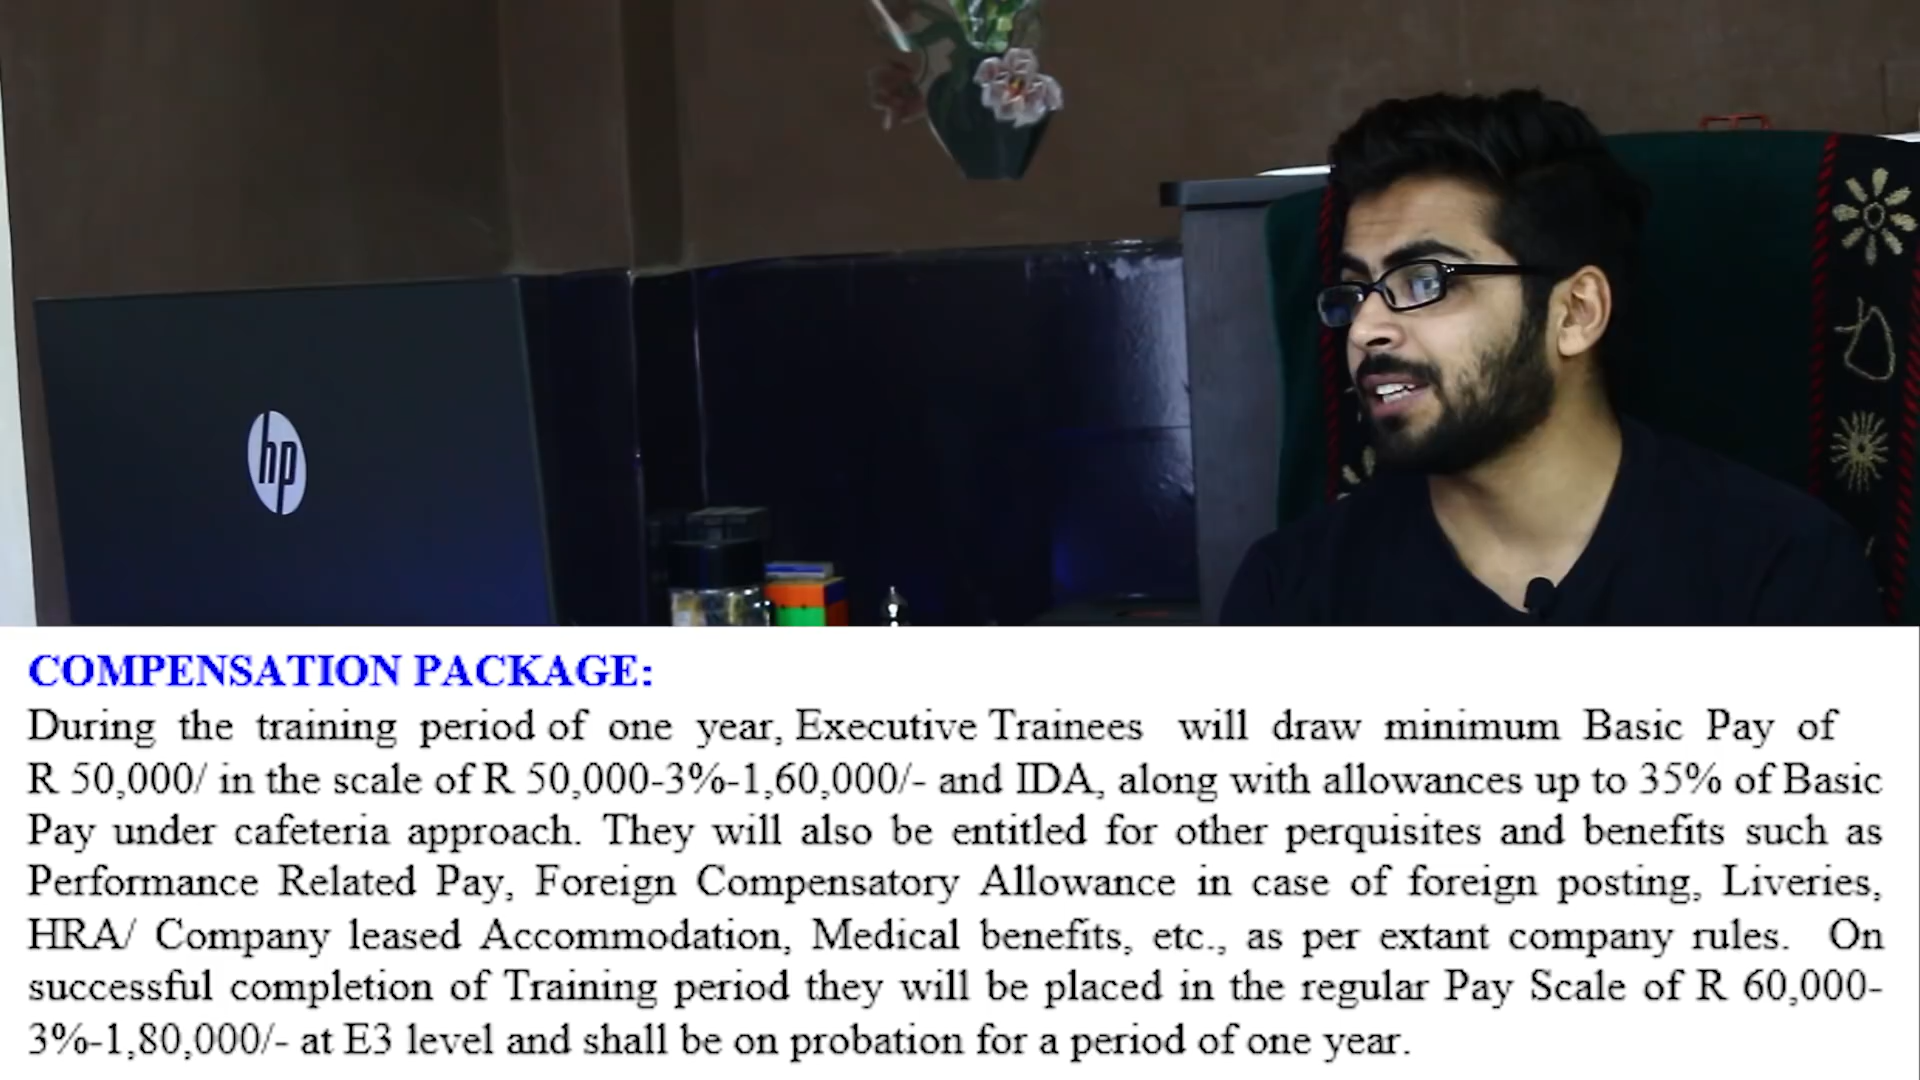 hp
COMPENSATION PACKAGE:
During the training period of one year, Executive Trainees will draw minimum Basic Pay of
R 50,000/ in the scale of R 50,000-3%-1,60,000/- and IDA, along with allowances up to 35% of Basic
Pay under cafeteria approach. They will also be entitled for other perquisites and benefits such as
Performance Related Pay, Foreign Compensatory Allowance in case of foreign posting, Liveries,
HRA/ Company leased Accommodation, Medical benefits, etc., as per extant company rules. On
successful completion of Training period they will be placed in the regular Pay Scale of R 60,000-
3%-1,80,000/- at E3 level and shall be on probation for a period of one year.